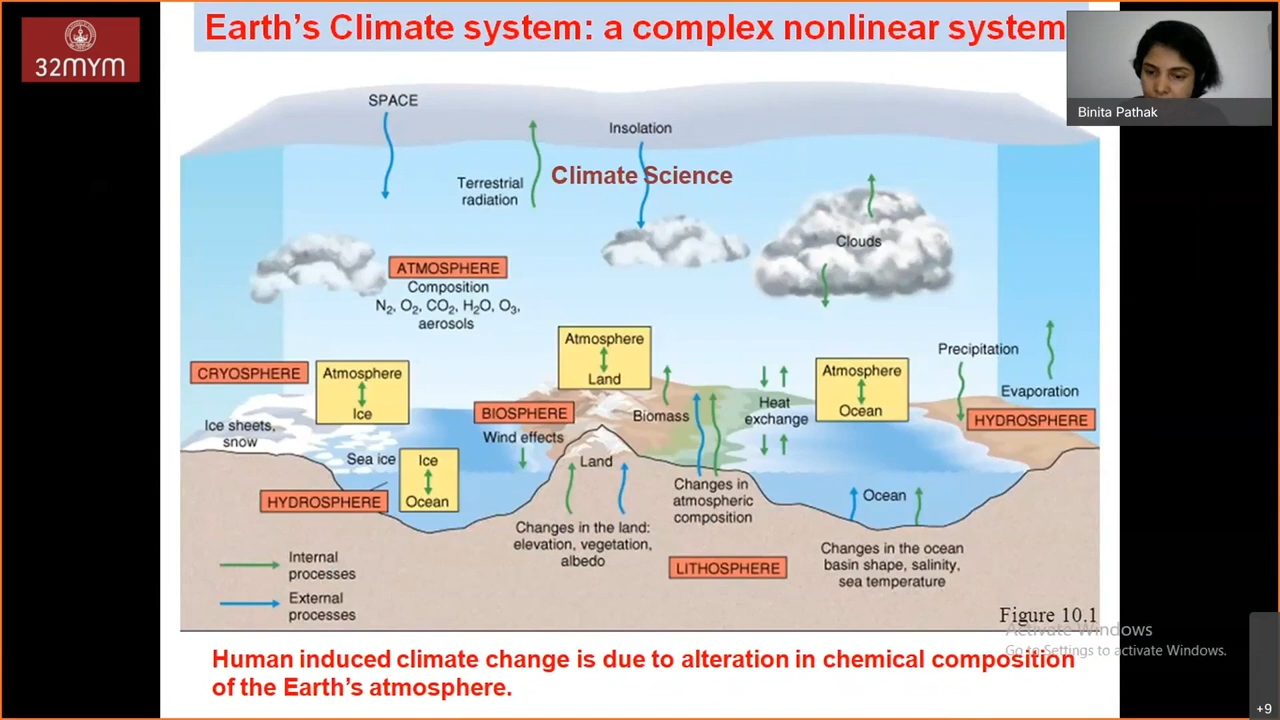 Earth's Climate system: a complex nonlinear system
32MYM
Binita Pathak
SPACE
Insolation
Terrestrial
radiation
Climate Science
Clouds
ATMOSPHERE
Composition
N₂, O₂, CO₂, H₂O, O₃,
aerosols
Atmosphere
Land
Precipitation
Evaporation
CRYOSPHERE
Atmosphere
Ice
Atmosphere
Ocean
HYDROSPHERE
BIOSPHERE
Biomass
Heat
exchange
Ice sheets,
snow
Wind effects
Sea ice
Ice
Ocean
Land
HYDROSPHERE
Changes in
atmospheric
composition
Ocean
Changes in the land:
elevation, vegetation,
albedo
Changes in the ocean
basin shape, salinity,
sea temperature
LITHOSPHERE
Internal
processes
External
processes
Figure 10.1
Activate Windows
Go to Settings to activate Windows.
Human induced climate change is due to alteration in chemical composition
of the Earth's atmosphere.
+9